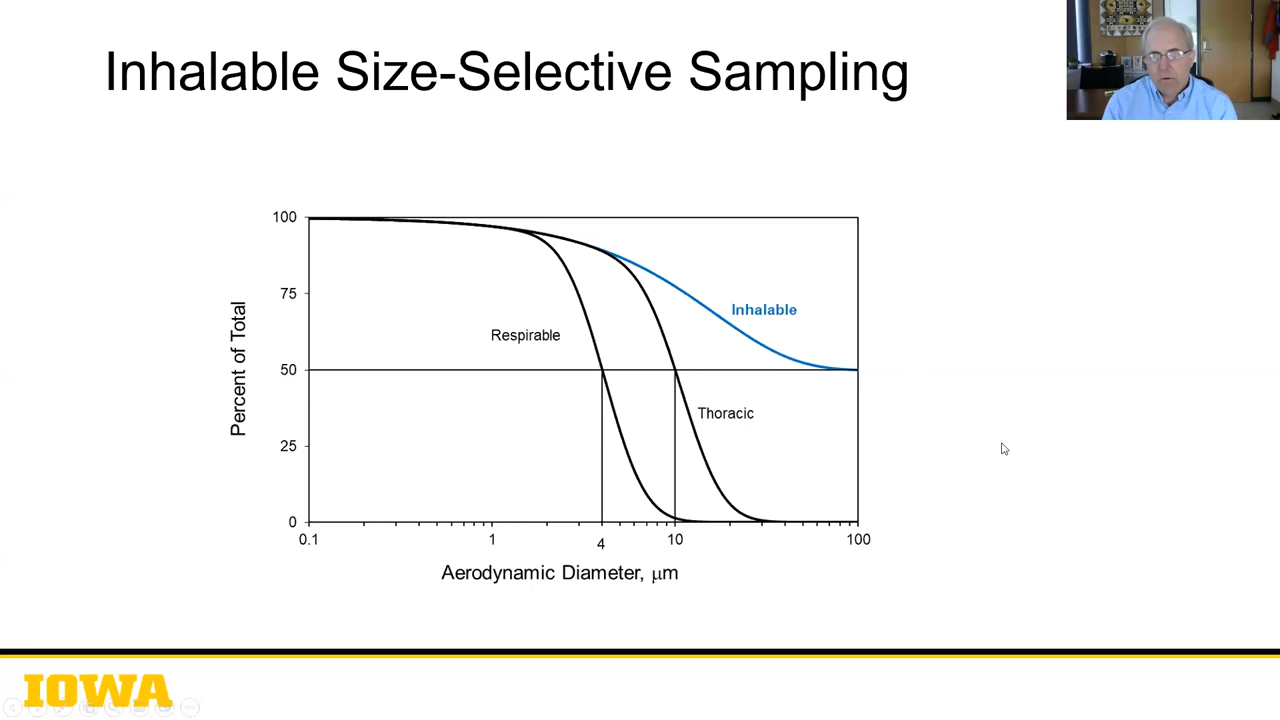 Inhalable Size-Selective Sampling
100
75
50
25
0
Percent of Total
Inhalable
Respirable
Thoracic
0.1
1
4
10
100
Aerodynamic Diameter, μm
IOWA